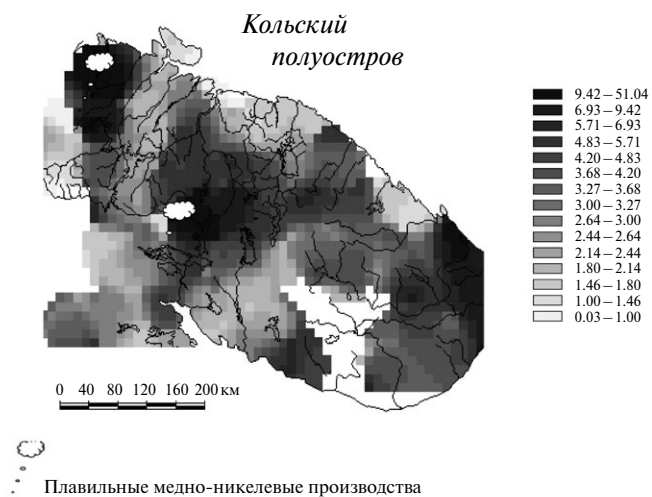 Кольский
полуостров
9.42 – 51.04
6.93 – 9.42
5.71 – 6.93
4.83 – 5.71
4.20 – 4.83
3.68 – 4.20
3.27 – 3.68
3.00 – 3.27
2.64 – 3.00
2.44 – 2.64
2.14 – 2.44
1.80 – 2.14
1.46 – 1.80
1.00 – 1.46
0.03 – 1.00
0 40 80 120 160 200 км
Плавильные медно-никелевые производства